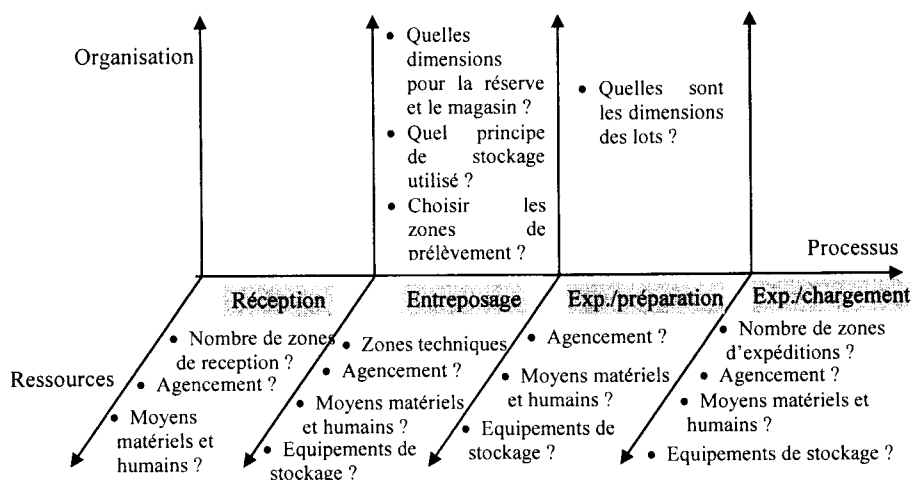 Organisation
• Quelles
dimensions
pour la réserve
et le magasin ?
• Quel principe
de stockage
utilisé ?
• Choisir les
zones de
prélèvement ?
• Quelles sont
les dimensions
des lots ?
Processus
Réception
Entreposage
Exp./préparation
Exp./chargement
Ressources
• Nombre de zones
de reception ?
• Agencement ?
• Moyens
matériels et
humains ?
• Zones techniques
• Agencement ?
• Moyens matériels
et humains ?
• Equipements de
stockage ?
• Agencement ?
• Moyens matériels
et humains ?
• Equipements de
stockage ?
• Nombre de zones
d'expéditions ?
• Agencement ?
• Moyens matériels et
humains ?
• Equipements de stockage ?